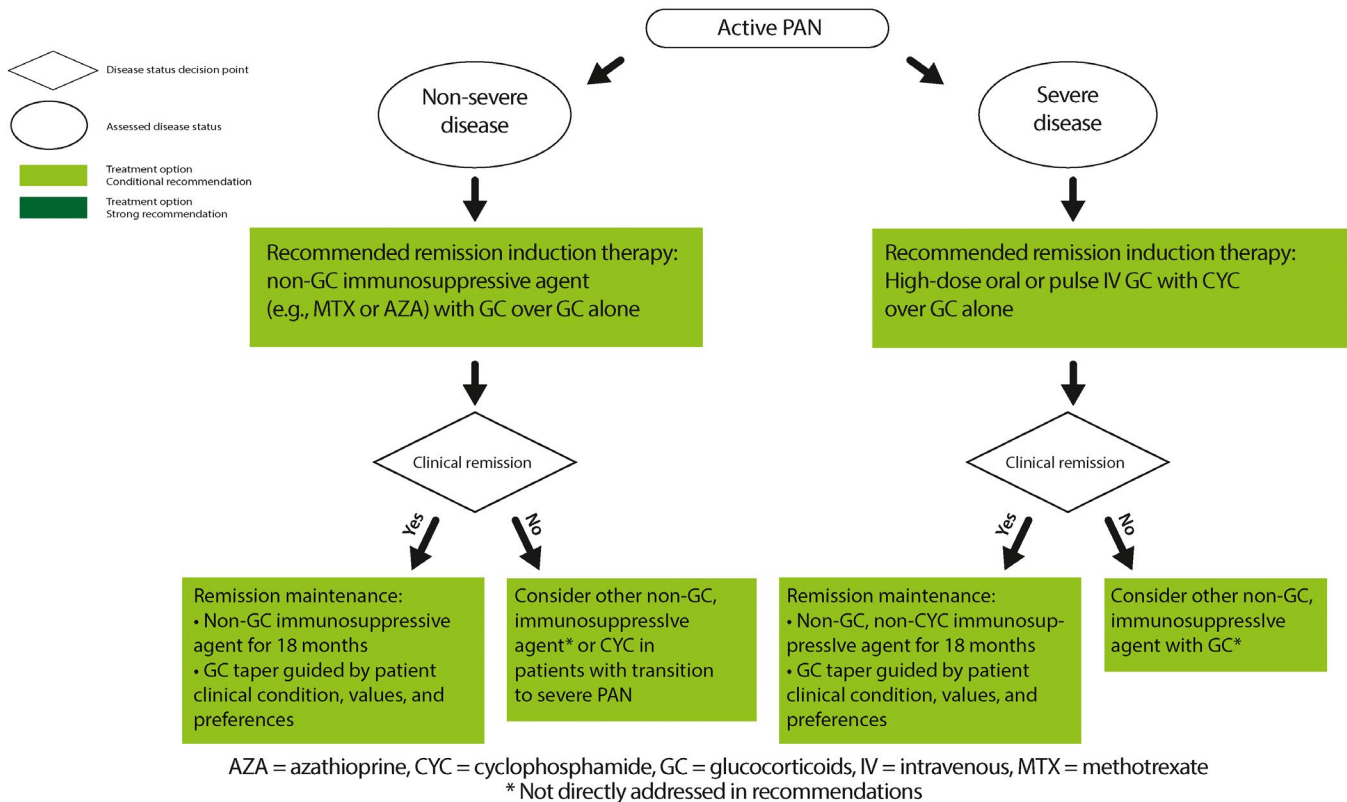 Active PAN
Disease status decision point
Assessed disease status
Treatment option
Conditional recommendation
Treatment option
Strong recommendation
Non-severe
disease
Severe
disease
Recommended remission induction therapy:
non-GC immunosuppressive agent
(e.g., MTX or AZA) with GC over GC alone
Recommended remission induction therapy:
High-dose oral or pulse IV GC with CYC
over GC alone
Clinical remission
Clinical remission
Yes
No
Yes
No
Remission maintenance:
• Non-GC immunosuppressive
agent for 18 months
• GC taper guided by patient
clinical condition, values, and
preferences
Consider other non-GC,
immunosuppressIve
agent* or CYC in
patients with transition
to severe PAN
Remission maintenance:
• Non-GC, non-CYC immunosup-
pressIve agent for 18 months
• GC taper guided by patient
clinical condition, values, and
preferences
Consider other non-GC,
immunosuppressIve
agent with GC*
AZA = azathioprine, CYC = cyclophosphamide, GC = glucocorticoids, IV = intravenous, MTX = methotrexate
* Not directly addressed in recommendations